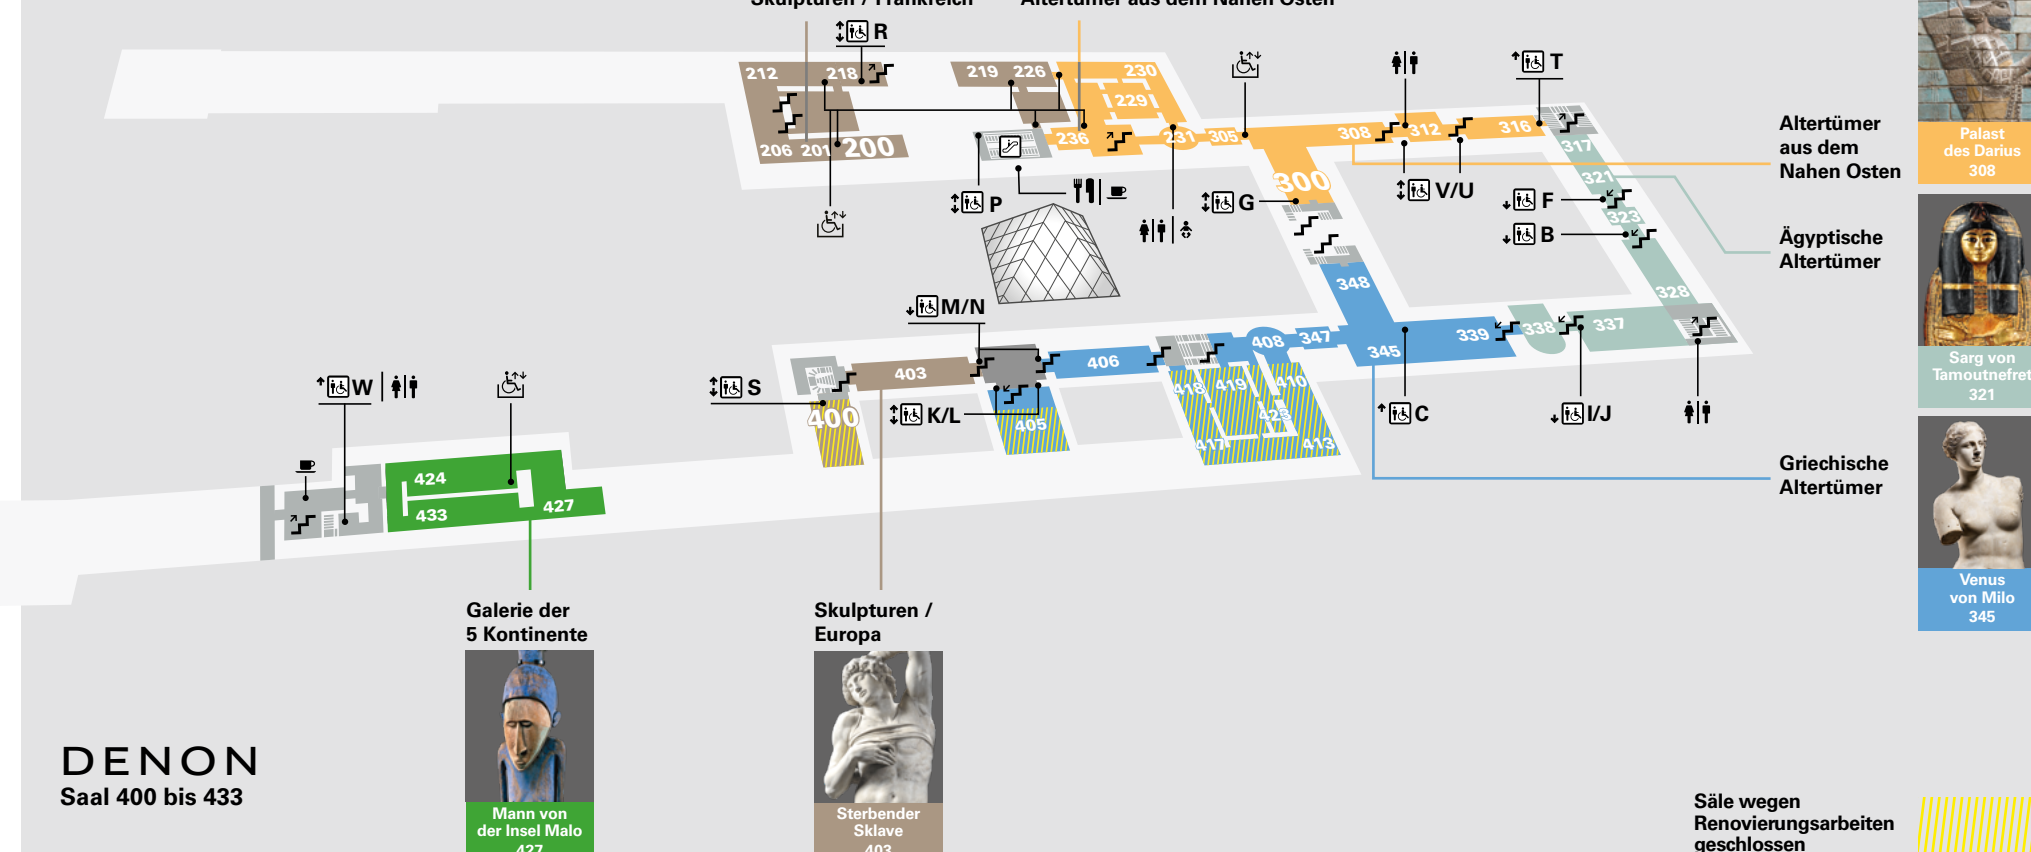 Skulpturen / Frankreich
Altertümer aus dem Nahen Osten
R
212
218
219
226
230
229
T
206
201
200
236
231
305
308
312
316
317
P
300
G
V/U
321
F
323
B
328
348
M/N
339
338
337
345
347
408
406
403
W
S
400
K/L
405
418
419
410
423
417
413
C
I/J
424
433
427
Altertümer
aus dem
Nahen Osten
Ägyptische
Altertümer
Griechische
Altertümer
Palast
des Darius
308
Sarg von
Tamoutnefret
321
Venus
von Milo
345
Galerie der
5 Kontinente
Skulpturen /
Europa
Mann von
der Insel Malo
427
Sterbender
Sklave
403
DENON
Saal 400 bis 433
Säle wegen
Renovierungsarbeiten
geschlossen